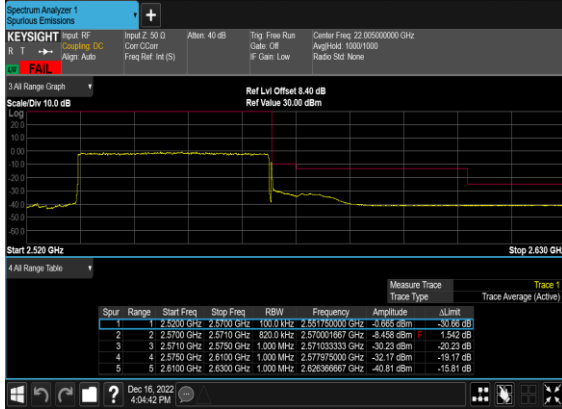 Spectrum Analyzer 1
Spurious Emissions
+
KEYSIGHT Input: RF Input Z: 50 Ω Atten: 40 dB Trig: Free Run Center Freq: 22.005000000 GHz
R T Coupling: DC Corr CCorr Gate: Off Avg|Hold: 1000/1000
Align: Auto Freq Ref: Int (S) IF Gain: Low Radio Std: None
LW FAIL
3 All Range Graph
Ref Lvl Offset 8.40 dB
Scale/Div 10.0 dB Ref Value 30.00 dBm
Log
20.0
10.0
0.00
-10.0
-20.0
-30.0
-40.0
-50.0
-60.0
Start 2.520 GHz Stop 2.630 GHz
4 All Range Table
Measure Trace Trace 1
Trace Type Trace Average (Active)
Spur Range Start Freq Stop Freq RBW Frequency Amplitude ΔLimit
1 1 2.5200 GHz 2.5700 GHz 100.0 kHz 2.551750000 GHz -0.665 dBm -30.66 dB
2 2 2.5700 GHz 2.5710 GHz 820.0 kHz 2.570001667 GHz -8.458 dBm F 1.542 dB
3 3 2.5710 GHz 2.5750 GHz 1.000 MHz 2.571033333 GHz -30.23 dBm -20.23 dB
4 4 2.5750 GHz 2.6100 GHz 1.000 MHz 2.577975000 GHz -32.17 dBm -19.17 dB
5 5 2.6100 GHz 2.6300 GHz 1.000 MHz 2.626366667 GHz -40.81 dBm -15.81 dB
? Dec 16, 2022
4:04:42 PM